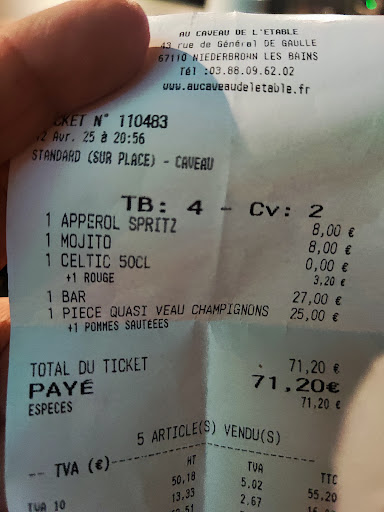 AU CAVEAU DE L'ETABLE
43 rue de Général DE GAULLE
67110 NIEDERBRONN LES BAINS
Tél :03.88.09.62.02
www.aucaveaudeletable.fr
CKET N° 110483
2 Avr. 25 à 20:56
STANDARD (SUR PLACE) - CAVEAU
TB: 4 - Cv: 2
1 APPEROL SPRITZ 8,00 €
1 MOJITO 8,00 €
1 CELTIC 50CL 0,00 €
+1 ROUGE 3,20 €
1 BAR 27,00 €
1 PIECE QUASI VEAU CHAMPIGNONS 25,00 €
+1 POMMES SAUTEÉES
TOTAL DU TICKET 71,20 €
PAYÉ 71,20€
ESPECES 71,20 €
5 ARTICLE(S) VENDU(S)
-- TVA (€) HT TVA TTC
50,18 5.02 55.20
TVA 10 13,33 2.67